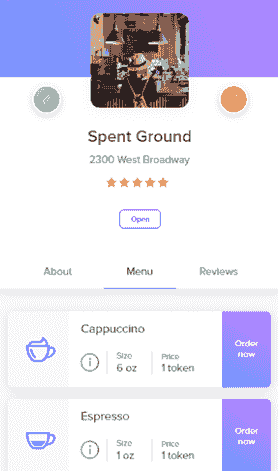 Spent Ground
2300 West Broadway
Open
About Menu Reviews
Cappuccino
Size Price
6 oz 1 token
Order
now
Espresso
Size Price
1 oz 1 token
Order
now